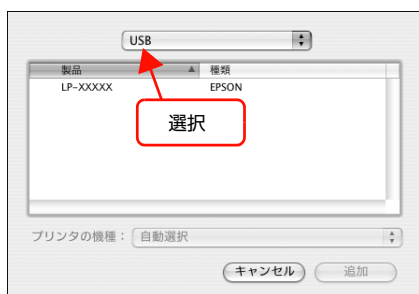 USB
製品 種類
LP-XXXXX EPSON
選択
プリンタの機種： 自動選択
キャンセル 追加